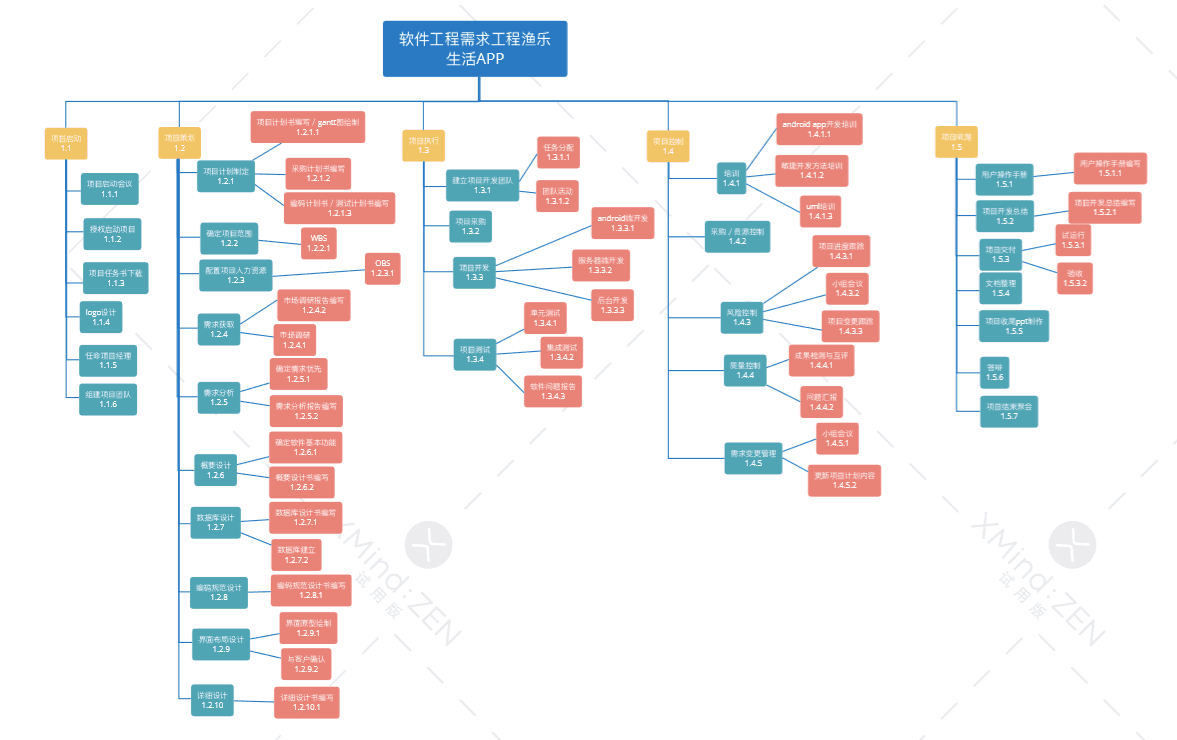 软件工程需求工程渔乐
生活APP
项目启动
1.1
项目启动会议
1.1.1
授权启动项目
1.1.2
项目任务书下载
1.1.3
logo设计
1.1.4
任命项目经理
1.1.5
组建项目团队
1.1.6
项目策划
1.2
项目计划制定
1.2.1
项目计划书编写 / gantt图绘制
1.2.1.1
采购计划书编写
1.2.1.2
编码计划书 / 测试计划书编写
1.2.1.3
确定项目范围
1.2.2
WBS
1.2.2.1
配置项目人力资源
1.2.3
OBS
1.2.3.1
需求获取
1.2.4
市场调研报告编写
1.2.4.2
市场调研
1.2.4.1
需求分析
1.2.5
确定需求优先
1.2.5.1
需求分析报告编写
1.2.5.2
概要设计
1.2.6
确定软件基本功能
1.2.6.1
概要设计书编写
1.2.6.2
数据库设计
1.2.7
数据库设计书编写
1.2.7.1
数据库建立
1.2.7.2
编码规范设计
1.2.8
编码规范设计书编写
1.2.8.1
界面布局设计
1.2.9
界面原型绘制
1.2.9.1
与客户确认
1.2.9.2
详细设计
1.2.10
详细设计书编写
1.2.10.1
项目执行
1.3
建立项目开发团队
1.3.1
任务分配
1.3.1.1
团队活动
1.3.1.2
项目采购
1.3.2
项目开发
1.3.3
android端开发
1.3.3.1
服务器端开发
1.3.3.2
后台开发
1.3.3.3
项目测试
1.3.4
单元测试
1.3.4.1
集成测试
1.3.4.2
软件问题报告
1.3.4.3
项目控制
1.4
培训
1.4.1
android app开发培训
1.4.1.1
敏捷开发方法培训
1.4.1.2
uml培训
1.4.1.3
采购 / 资源控制
1.4.2
风险控制
1.4.3
项目进度跟踪
1.4.3.1
小组会议
1.4.3.2
项目变更跟踪
1.4.3.3
质量控制
1.4.4
成果检测与互评
1.4.4.1
问题汇报
1.4.4.2
需求变更管理
1.4.5
小组会议
1.4.5.1
更新项目计划内容
1.4.5.2
项目收尾
1.5
用户操作手册
1.5.1
用户操作手册编写
1.5.1.1
项目开发总结
1.5.2
项目开发总结编写
1.5.2.1
项目交付
1.5.3
试运行
1.5.3.1
验收
1.5.3.2
文档整理
1.5.4
项目收尾ppt制作
1.5.5
答辩
1.5.6
项目结束聚会
1.5.7
XMind:ZEN
试用版
XMind:ZEN
试用版